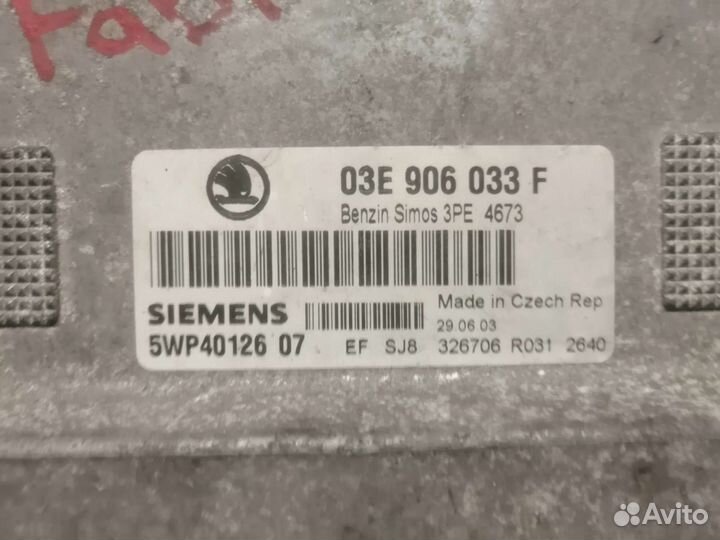 03E 906 033 F
Benzin Simos 3PE 4673
SIEMENS
Made in Czech Rep
29.06.03
5WP40126 07
EF SJ8 326706 R031 2640
Avito